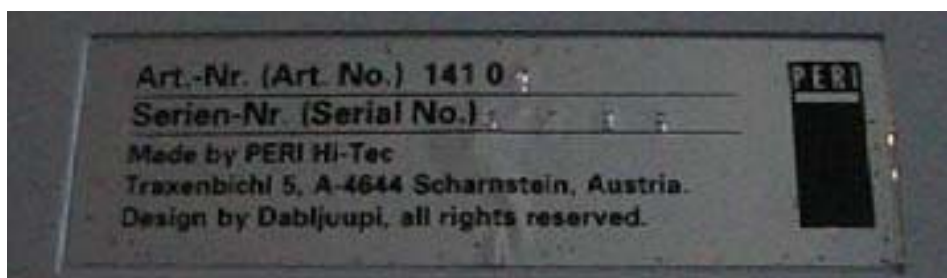 Art.-Nr. (Art. No.) 141 0
Serien-Nr. (Serial No.)
Made by PERI Hi-Tec
Traxenbichl 5, A-4644 Scharnstein, Austria.
Design by Dabljuupi, all rights reserved.
PERI